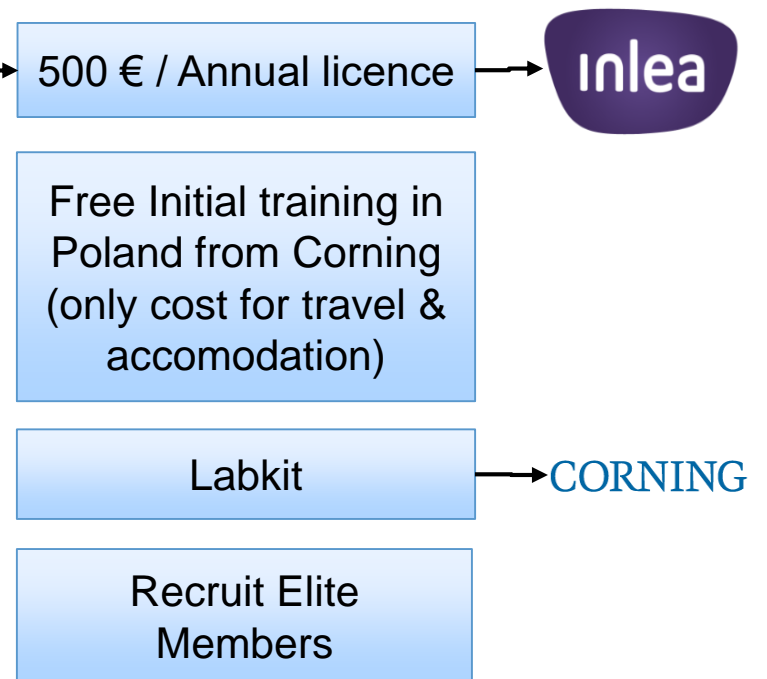 500 € / Annual licence
inlea
Free Initial training in
Poland from Corning
(only cost for travel &
accomodation)
Labkit
CORNING
Recruit Elite
Members